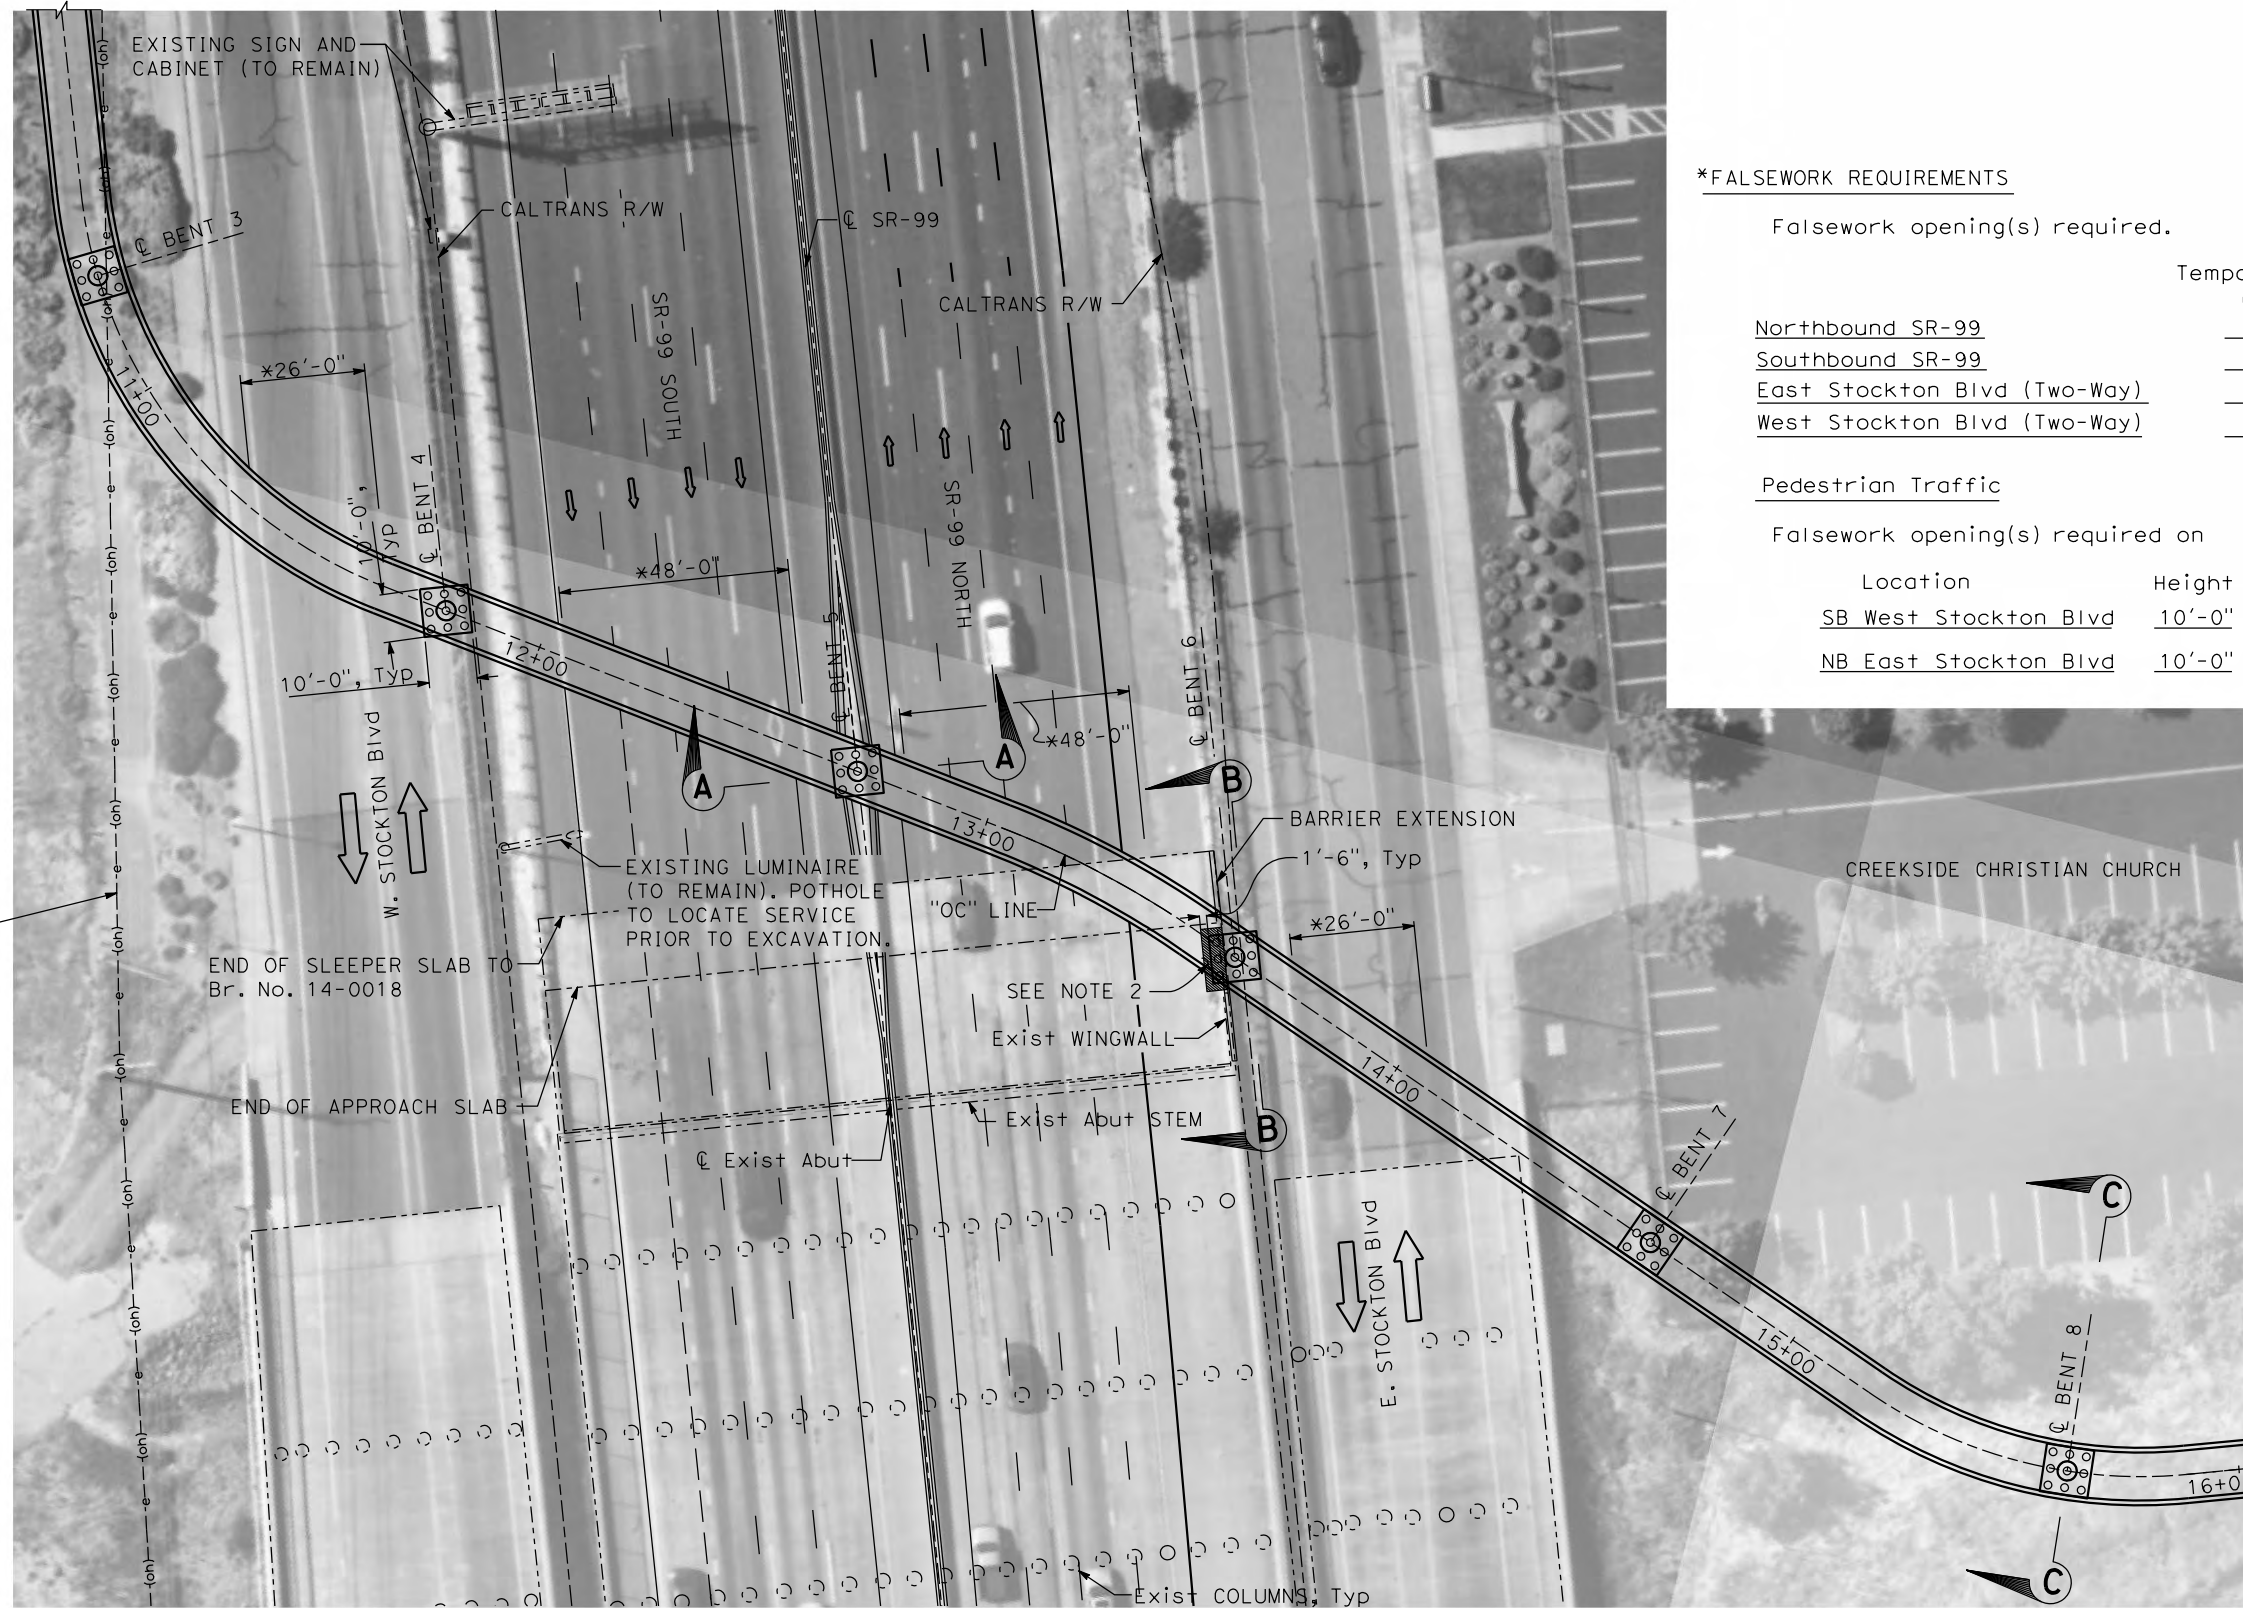 EXISTING SIGN AND
CABINET (TO REMAIN)
℄ BENT 3
CALTRANS R/W
℄ SR-99
CALTRANS R/W
SR-99 SOUTH
SR-99 NORTH
*26'-0"
11+00
10'-0",
Typ
℄ BENT 4
*48'-0"
12+00
10'-0", Typ
℄ BENT 5
℄ BENT 6
*48'-0"
A
A
B
W. STOCKTON Blvd
13+00
BARRIER EXTENSION
1'-6", Typ
EXISTING LUMINAIRE
(TO REMAIN). POTHOLE
TO LOCATE SERVICE
PRIOR TO EXCAVATION.
"OC" LINE
*26'-0"
CREEKSIDE CHRISTIAN CHURCH
END OF SLEEPER SLAB TO
Br. No. 14-0018
SEE NOTE 2
Exist WINGWALL
14+00
END OF APPROACH SLAB
Exist Abut STEM
℄ Exist Abut
B
℄ BENT 7
E. STOCKTON Blvd
C
15+00
℄ BENT 8
16+0
C
Exist COLUMNS, Typ
(oh)
e
*FALSEWORK REQUIREMENTS
Falsework opening(s) required.
Tempo
Northbound SR-99
Southbound SR-99
East Stockton Blvd (Two-Way)
West Stockton Blvd (Two-Way)
Pedestrian Traffic
Falsework opening(s) required on
Location Height
SB West Stockton Blvd 10'-0"
NB East Stockton Blvd 10'-0"